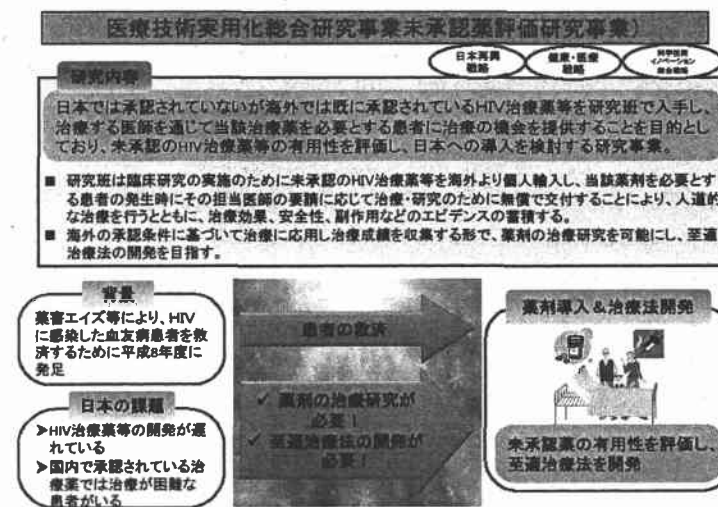 医療技術実用化総合研究事業未承認薬評価研究事業)
日本再興
戦略
健康・医療
戦略
科学技術
イノベーション
総合戦略
研究内容
日本では承認されていないが海外では既に承認されているHIV治療薬等を研究班で入手し、
治療する医師を通じて当該治療薬を必要とする患者に治療の機会を提供することを目的とし
ており、未承認のHIV治療薬等の有用性を評価し、日本への導入を検討する研究事業。
■ 研究班は臨床研究の実施のために未承認のHIV治療薬等を海外より個人輸入し、当該薬剤を必要とす
る患者の発生時にその担当医師の要請に応じて治療・研究のために無償で交付することにより、人道的
な治療を行うとともに、治療効果、安全性、副作用などのエビデンスの蓄積する。
■ 海外の承認条件に基づいて治療に応用し治療成績を収集する形で、薬剤の治療研究を可能にし、至適
治療法の開発を目指す。
背景
薬害エイズ等により、HIV
に感染した血友病患者を救
済するために平成8年度に
発足
日本の課題
➤HIV治療薬等の開発が遅
れている
➤国内で承認されている治
療薬では治療が困難な
患者がいる
患者の救済
✓ 薬剤の治療研究が
必要!
✓ 至適治療法の開発が
必要!
薬剤導入&治療法開発
未承認薬の有用性を評価し、
至適治療法を開発